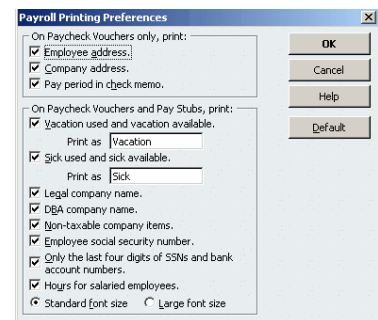 Payroll Printing Preferences
On Paycheck Vouchers only, print:
Employee address.
Company address.
Pay period in check memo.
On Paycheck Vouchers and Pay Stubs, print:
Vacation used and vacation available.
Print as Vacation
Sick used and sick available.
Print as Sick
Legal company name.
DBA company name.
Non-taxable company items.
Employee social security number.
Only the last four digits of SSNs and bank
account numbers.
Hours for salaried employees.
Standard font size Large font size
OK
Cancel
Help
Default